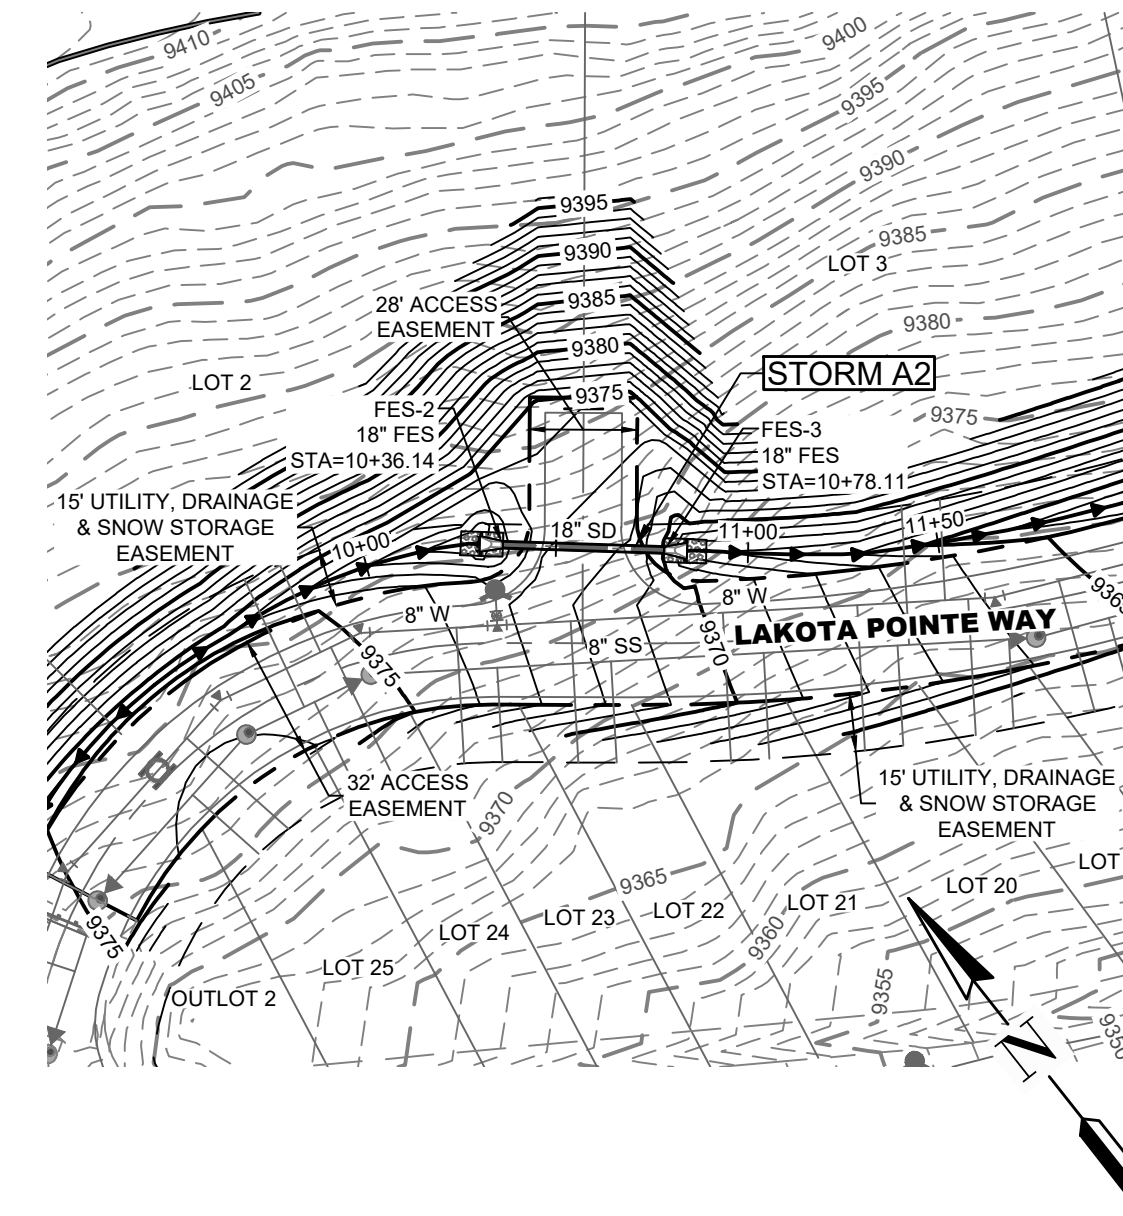 9410
9400
9405
9395
9390
9395
9385
9390
LOT 3
9385
28' ACCESS
EASEMENT
9380
9380
STORM A2
LOT 2
9375
FES-2
18" FES
STA=10+36.14
9375
FES-3
18" FES
STA=10+78.11
15' UTILITY, DRAINAGE
& SNOW STORAGE
EASEMENT
10+00
18" SD
11+00
11+50
8" W
8" W
9365
LAKOTA POINTE WAY
9370
8" SS
9375
32' ACCESS
EASEMENT
9370
15' UTILITY, DRAINAGE
& SNOW STORAGE
EASEMENT
LOT
9365
LOT 20
LOT 21
LOT 22
LOT 23
LOT 24
9360
9375
LOT 25
OUTLOT 2
9355
9350
N